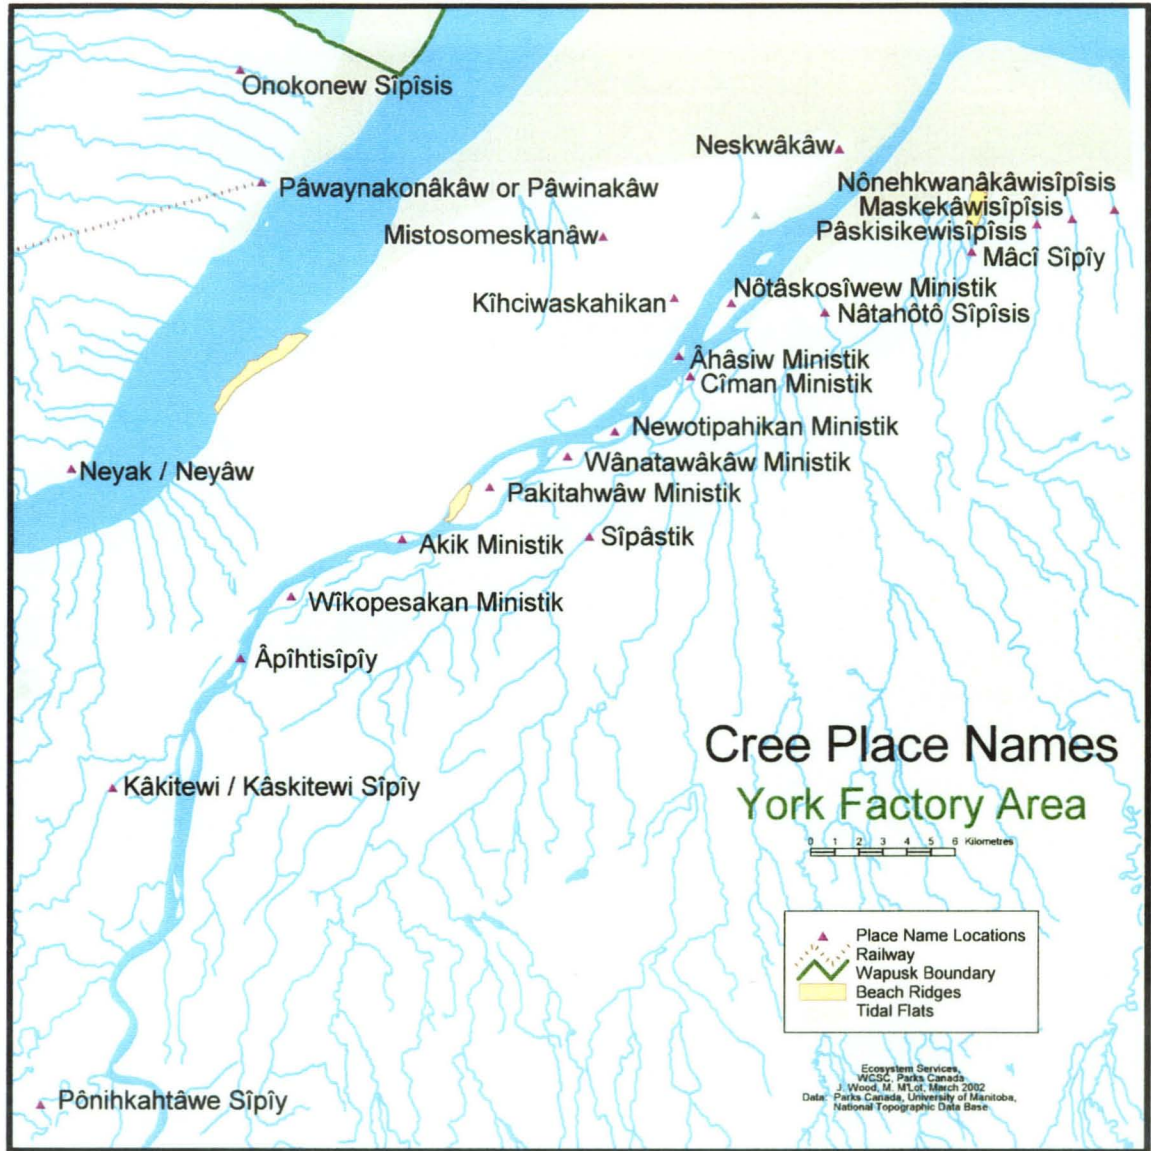 Onokonew Sîpîsis
Neskwâkâw
Pâwaynakonâkâw or Pâwinakâw
Nônehkwanâkâwisîpîsis
Maskekâwisîpîsis
Pâskisikewisîpîsis
Mistosomeskanâw
Mâcî Sîpîy
Kîhciwaskahikan
Nôtâskosîwew Ministik
Nâtahôtô Sîpîsis
Âhâsiw Ministik
Cîman Ministik
Newotipahikan Ministik
Wânatawâkâw Ministik
Neyak / Neyâw
Pakitahwâw Ministik
Akik Ministik
Sîpâstik
Wîkopesakan Ministik
Âpîhtisîpîy
Cree Place Names
York Factory Area
Kâkitewi / Kâskitewi Sîpîy
0 1 2 3 4 5 6 Kilometres
Place Name Locations
Railway
Wapusk Boundary
Beach Ridges
Tidal Flats
Ecosystem Services,
WCSC, Parks Canada
J. Wood, M. M'Lot, March 2002
Data: Parks Canada, University of Manitoba,
National Topographic Data Base
Pônihkahtâwe Sîpîy